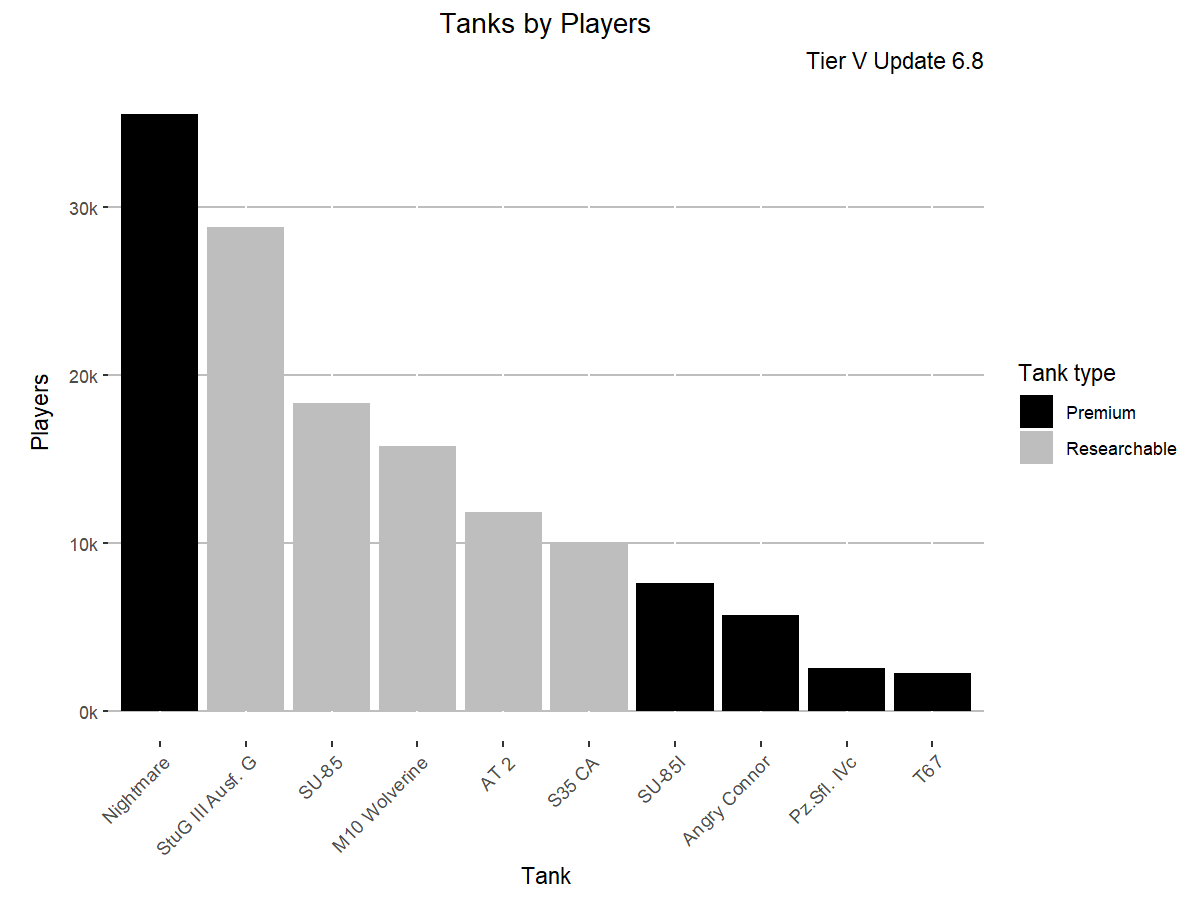 Tanks by Players
Tier V Update 6.8
Players
30k
20k
10k
0k
Nightmare
StuG III Ausf. G
SU-85
M10 Wolverine
AT 2
S35 CA
SU-85I
Angry Connor
Pz.Sfl. IVc
T67
Tank
Tank type
Premium
Researchable